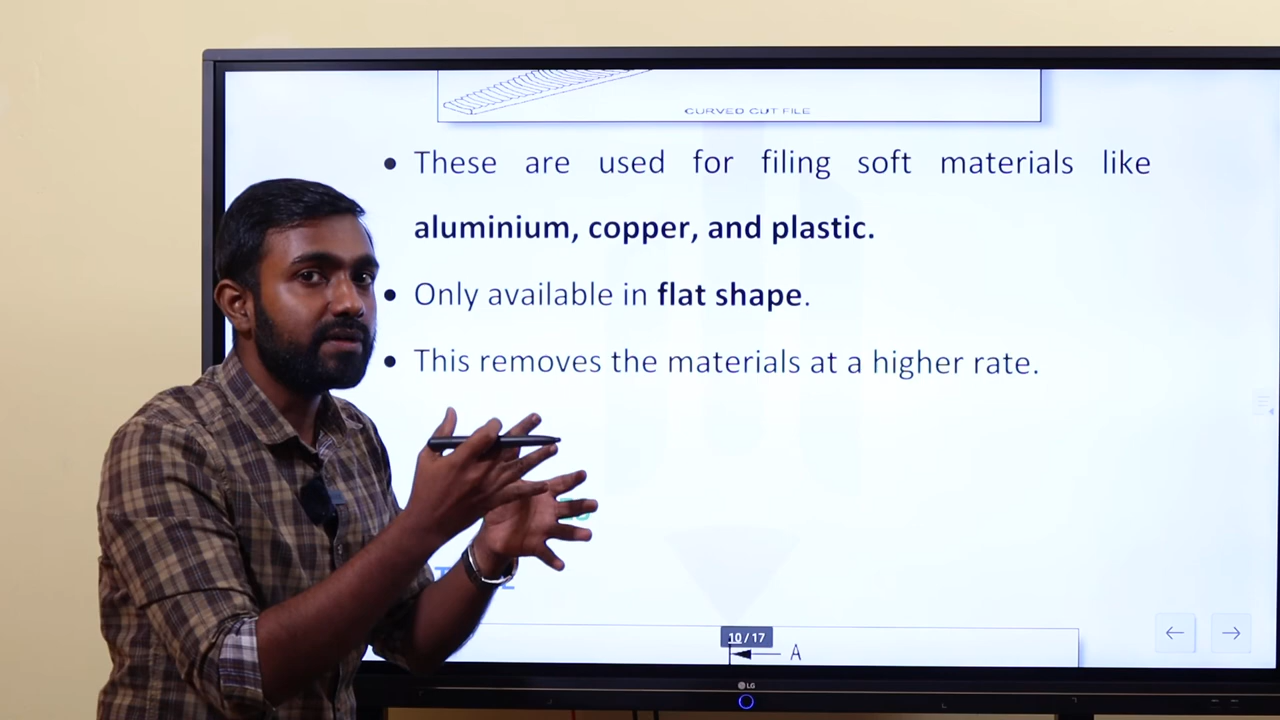 CURVED CUT FILE
• These are used for filing soft materials like
aluminium, copper, and plastic.
• Only available in flat shape.
• This removes the materials at a higher rate.
10 / 17
A
LG